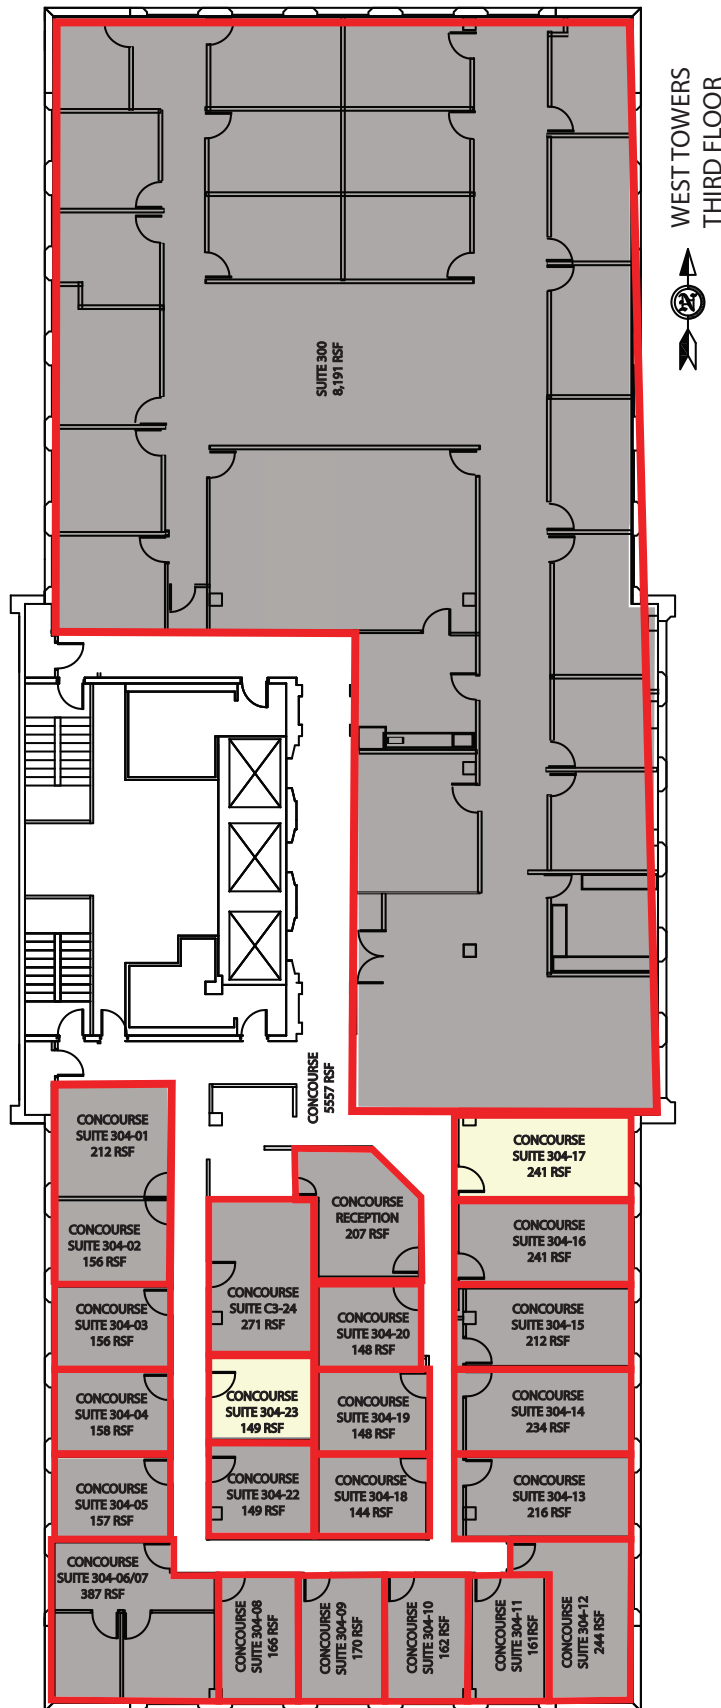 WEST TOWERS
THIRD FLOOR
N
SUITE 300
8,191 RSF
CONCOURSE
5557 RSF
CONCOURSE
SUITE 304-01
212 RSF
CONCOURSE
SUITE 304-02
156 RSF
CONCOURSE
SUITE 304-03
156 RSF
CONCOURSE
SUITE 304-04
158 RSF
CONCOURSE
SUITE 304-05
157 RSF
CONCOURSE
SUITE 304-06/07
387 RSF
CONCOURSE
RECEPTION
207 RSF
CONCOURSE
SUITE C3-24
271 RSF
CONCOURSE
SUITE 304-20
148 RSF
CONCOURSE
SUITE 304-23
149 RSF
CONCOURSE
SUITE 304-19
148 RSF
CONCOURSE
SUITE 304-22
149 RSF
CONCOURSE
SUITE 304-18
144 RSF
CONCOURSE
SUITE 304-17
241 RSF
CONCOURSE
SUITE 304-16
241 RSF
CONCOURSE
SUITE 304-15
212 RSF
CONCOURSE
SUITE 304-14
234 RSF
CONCOURSE
SUITE 304-13
216 RSF
CONCOURSE
SUITE 304-08
166 RSF
CONCOURSE
SUITE 304-09
170 RSF
CONCOURSE
SUITE 304-10
162 RSF
CONCOURSE
SUITE 304-11
161RSF
CONCOURSE
SUITE 304-12
244 RSF